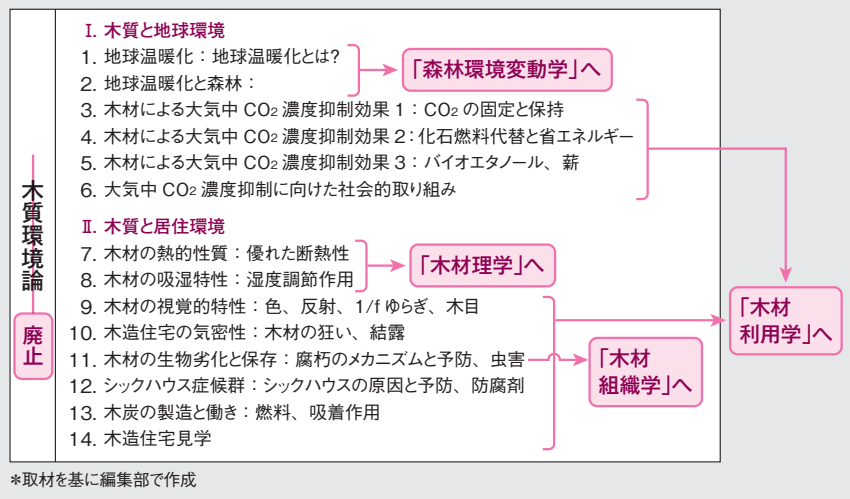 木質環境論
廃止
Ⅰ. 木質と地球環境
1. 地球温暖化：地球温暖化とは?
2. 地球温暖化と森林：
「森林環境変動学」へ
3. 木材による大気中 CO2 濃度抑制効果 1：CO2 の固定と保持
4. 木材による大気中 CO2 濃度抑制効果 2：化石燃料代替と省エネルギー
5. 木材による大気中 CO2 濃度抑制効果 3：バイオエタノール、薪
6. 大気中 CO2 濃度抑制に向けた社会的取り組み
Ⅱ. 木質と居住環境
7. 木材の熱的性質：優れた断熱性
8. 木材の吸湿特性：湿度調節作用
「木材理学」へ
9. 木材の視覚的特性：色、反射、1/f ゆらぎ、木目
10. 木造住宅の気密性：木材の狂い、結露
11. 木材の生物劣化と保存：腐朽のメカニズムと予防、虫害
12. シックハウス症候群：シックハウスの原因と予防、防腐剤
13. 木炭の製造と働き：燃料、吸着作用
14. 木造住宅見学
「木材
組織学」へ
「木材
利用学」へ
＊取材を基に編集部で作成